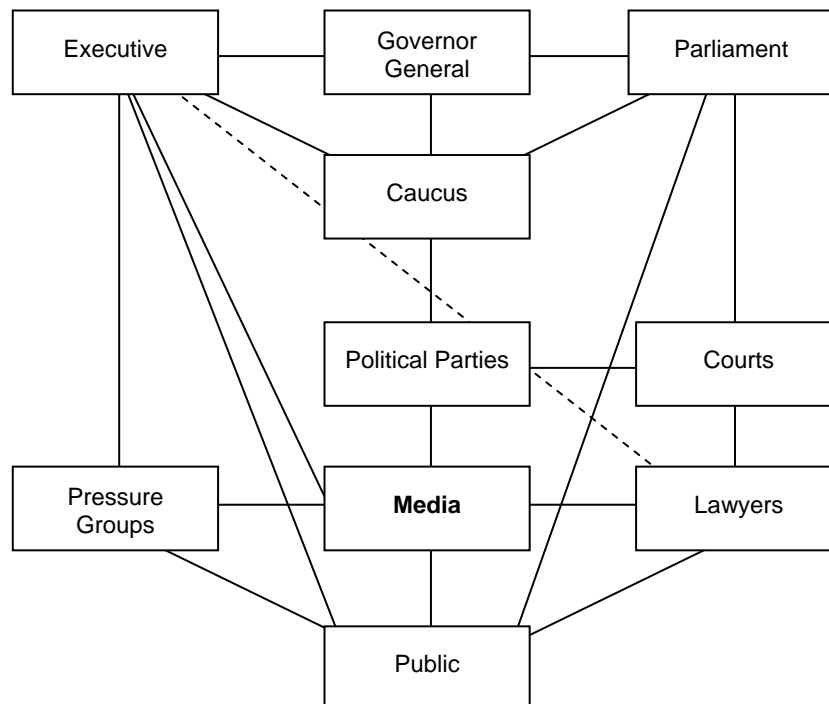 Executive
Governor
General
Parliament
Caucus
Political Parties
Courts
Pressure
Groups
Media
Lawyers
Public